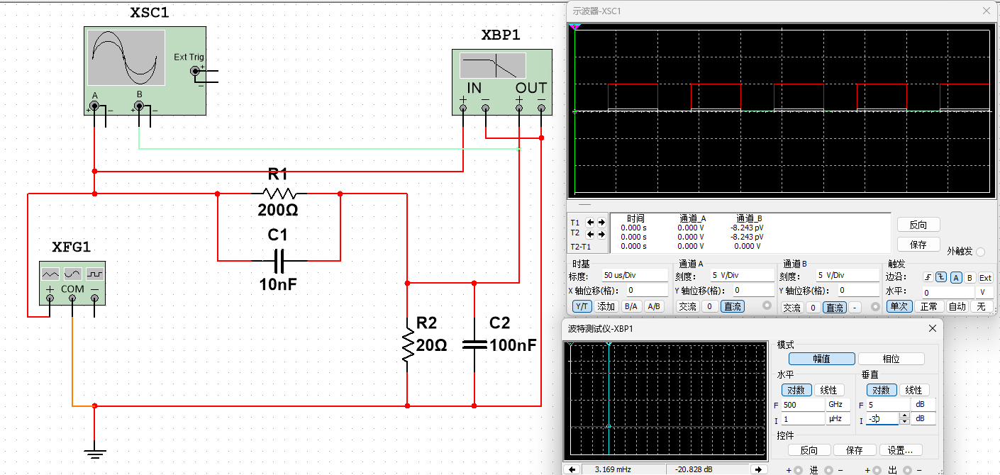 XSC1
Ext Trig
+
−
A
B
+ − + −
XBP1
IN OUT
+ − + −
R1
200Ω
C1
10nF
XFG1
+ COM −
R2
20Ω
C2
100nF
示波器-XSC1
时间 通道_A 通道_B
T1 0.000 s 0.000 V -8.243 pV
T2 0.000 s 0.000 V -8.243 pV
T2-T1 0.000 s 0.000 V 0.000 V
反向
保存
外触发
时基
标度: 50 us/Div
X 轴位移(格): 0
Y/T 添加 B/A A/B
通道 A
刻度: 5 V/Div
Y 轴位移(格): 0
交流 0 直流
通道 B
刻度: 5 V/Div
Y 轴位移(格): 0
交流 0 直流 -
触发
边沿: A B Ext
水平: 0 V
单次 正常 自动 无
波特测试仪-XBP1
模式
幅值 相位
水平
对数 线性
F 500 GHz
I 1 µHz
垂直
对数 线性
F 5 dB
I -30 dB
控件
反向 保存 设置...
3.169 mHz -20.828 dB
+ 进 − + 出 −